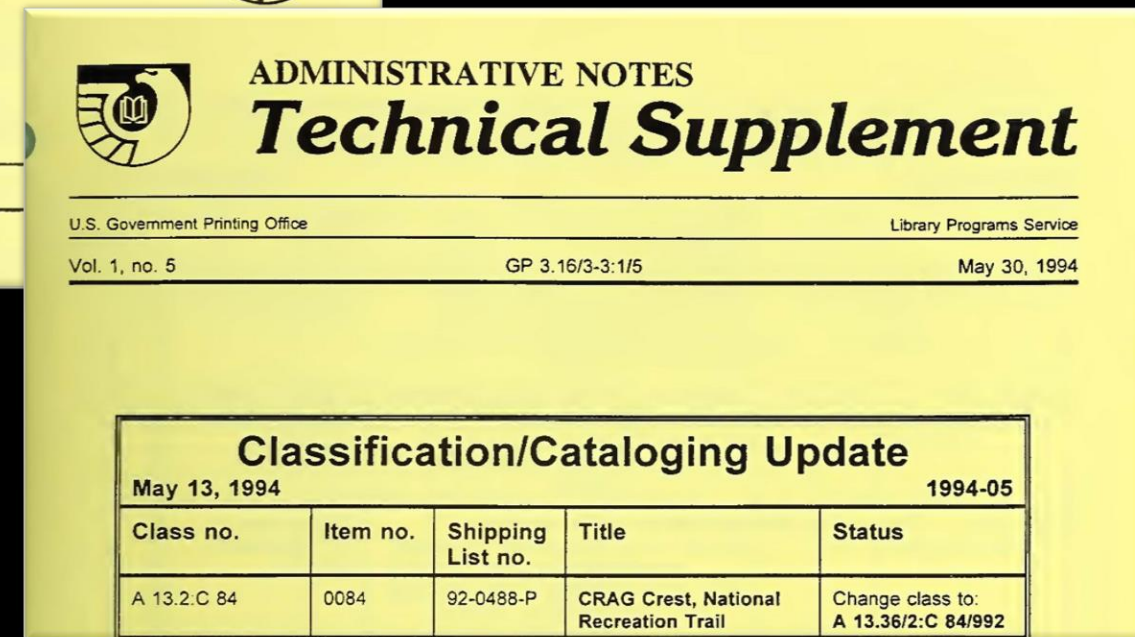 ADMINISTRATIVE NOTES
Technical Supplement
U.S. Government Printing Office Library Programs Service
Vol. 1, no. 5 GP 3.16/3-3:1/5 May 30, 1994
Classification/Cataloging Update
May 13, 1994 1994-05
Class no. Item no. Shipping List no. Title Status
A 13.2:C 84 0084 92-0488-P CRAG Crest, National Recreation Trail Change class to: A 13.36/2:C 84/992